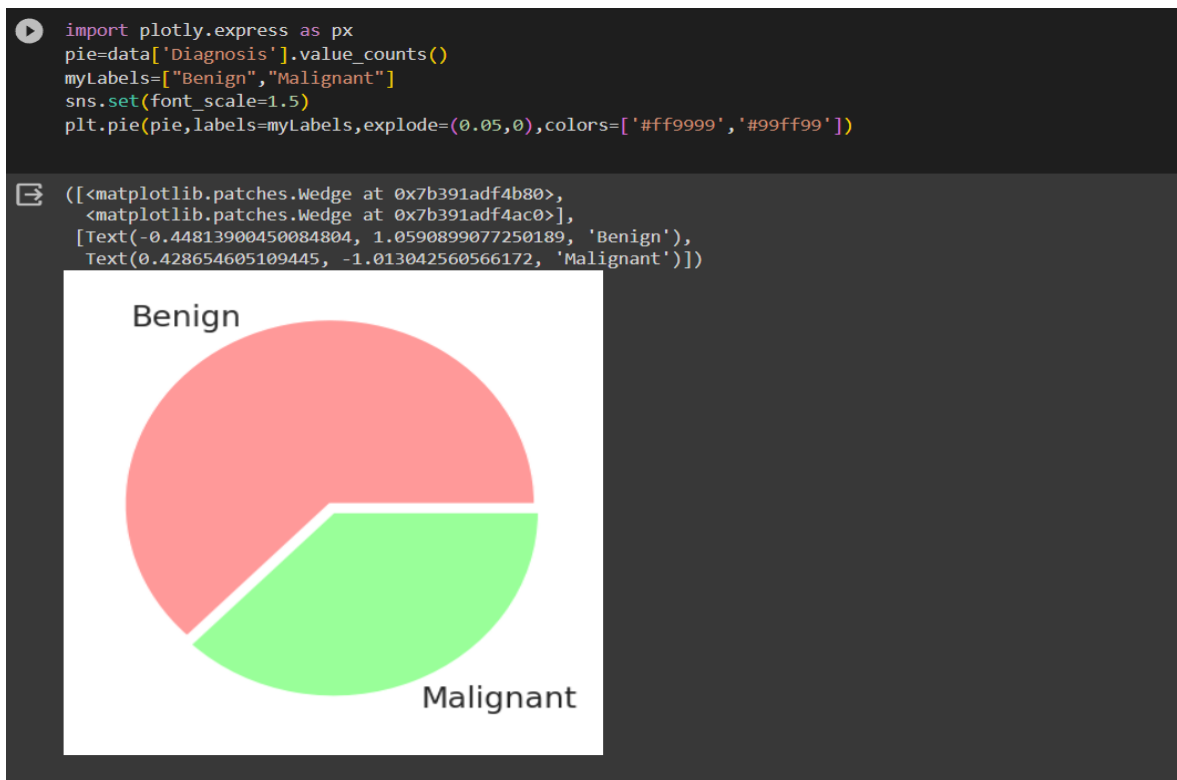 import plotly.express as px
pie=data['Diagnosis'].value_counts()
myLabels=["Benign","Malignant"]
sns.set(font_scale=1.5)
plt.pie(pie,labels=myLabels,explode=(0.05,0),colors=['#ff9999','#99ff99'])
([<matplotlib.patches.Wedge at 0x7b391adf4b80>,
<matplotlib.patches.Wedge at 0x7b391adf4ac0>],
[Text(-0.44813900450084804, 1.0590899077250189, 'Benign'),
Text(0.428654605109445, -1.013042560566172, 'Malignant')])
Benign
Malignant